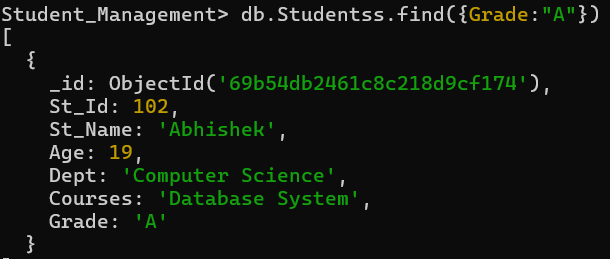 Student_Management> db.Studentss.find({Grade:"A"})
[
  {
    _id: ObjectId('69b54db2461c8c218d9cf174'),
    St_Id: 102,
    St_Name: 'Abhishek',
    Age: 19,
    Dept: 'Computer Science',
    Courses: 'Database System',
    Grade: 'A'
  }